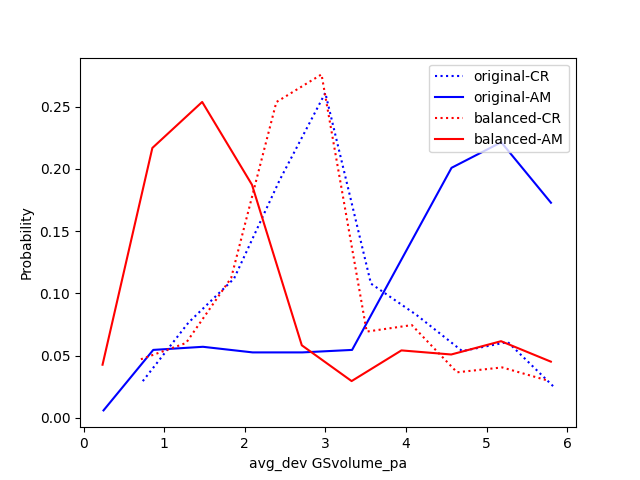 original-CR
original-AM
balanced-CR
balanced-AM
0.25
0.20
0.15
0.10
0.05
0.00
Probability
0 1 2 3 4 5 6
avg_dev GSvolume_pa